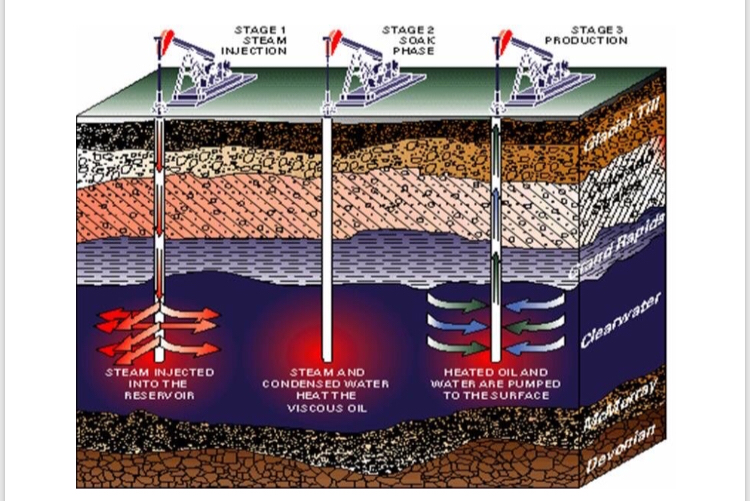 STAGE 1
STEAM
INJECTION
STAGE 2
SOAK
PHASE
STAGE 3
PRODUCTION
Glacial Till
Grand Rapids
Clearwater
McMurray
Devonian
STEAM INJECTED
INTO THE
RESERVOIR
STEAM AND
CONDENSED WATER
HEAT THE
VISCOUS OIL
HEATED OIL AND
WATER ARE PUMPED
TO THE SURFACE